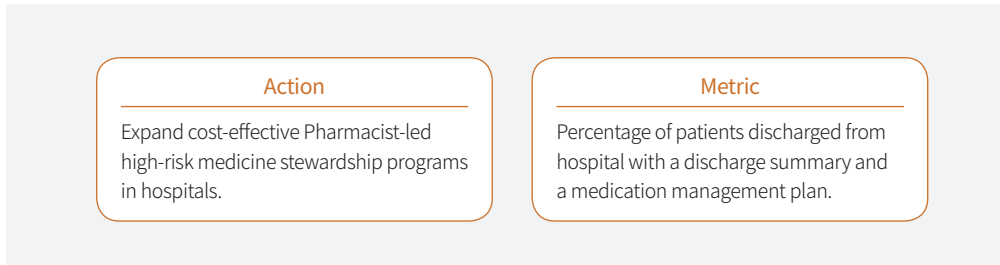 Action
Expand cost-effective Pharmacist-led
high-risk medicine stewardship programs
in hospitals.
Metric
Percentage of patients discharged from
hospital with a discharge summary and
a medication management plan.